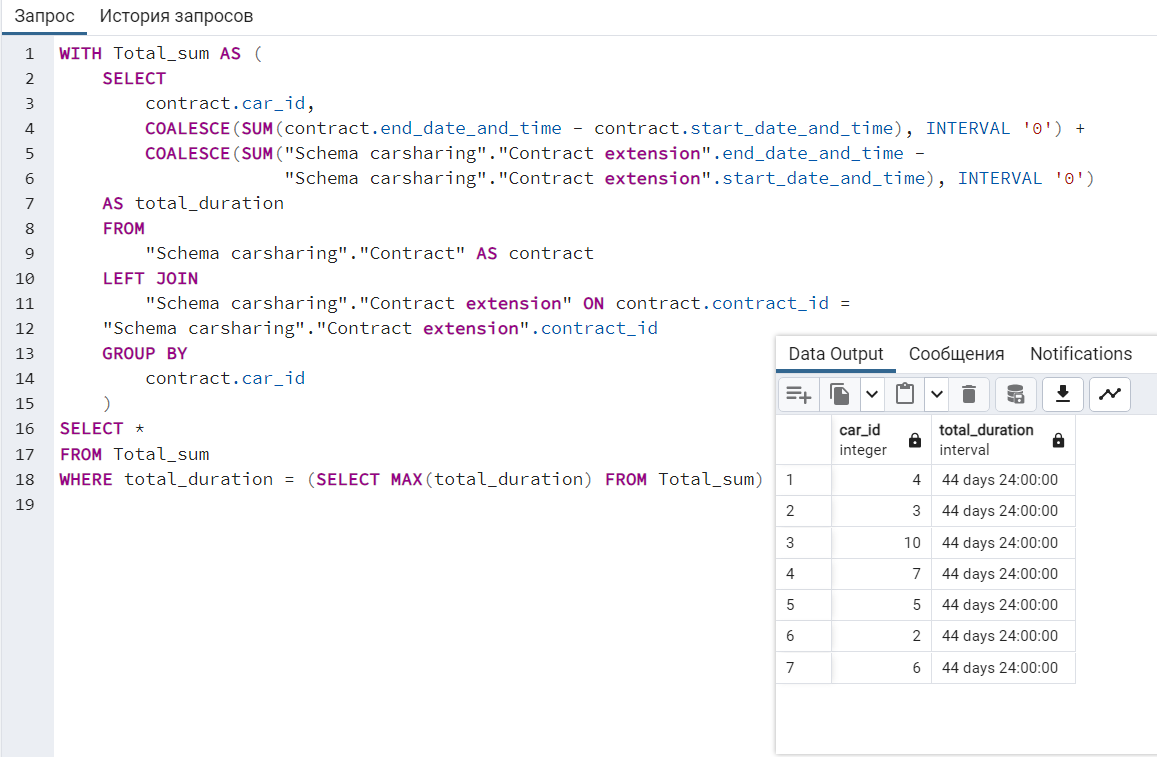 Запрос История запросов
1 WITH Total_sum AS (
2 SELECT
3 contract.car_id,
4 COALESCE(SUM(contract.end_date_and_time - contract.start_date_and_time), INTERVAL '0') +
5 COALESCE(SUM("Schema carsharing"."Contract extension".end_date_and_time -
6 "Schema carsharing"."Contract extension".start_date_and_time), INTERVAL '0')
7 AS total_duration
8 FROM
9 "Schema carsharing"."Contract" AS contract
10 LEFT JOIN
11 "Schema carsharing"."Contract extension" ON contract.contract_id =
12 "Schema carsharing"."Contract extension".contract_id
13 GROUP BY
14 contract.car_id
15 )
16 SELECT *
17 FROM Total_sum
18 WHERE total_duration = (SELECT MAX(total_duration) FROM Total_sum)
19
Data Output Сообщения Notifications
car_id total_duration
integer interval
1 4 44 days 24:00:00
2 3 44 days 24:00:00
3 10 44 days 24:00:00
4 7 44 days 24:00:00
5 5 44 days 24:00:00
6 2 44 days 24:00:00
7 6 44 days 24:00:00